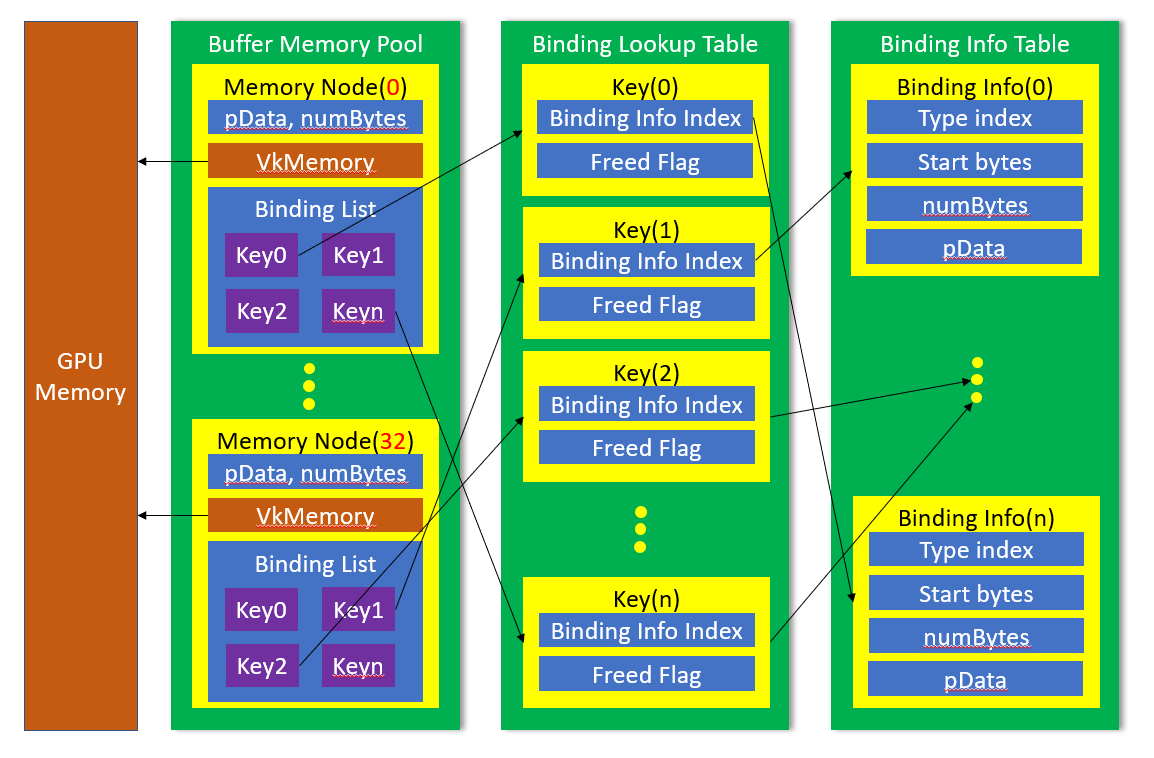 GPU
Memory
Buffer Memory Pool
Memory Node(0)
pData, numBytes
VkMemory
Binding List
Key0
Key1
Key2
Keyn
Memory Node(32)
pData, numBytes
VkMemory
Binding List
Key0
Key1
Key2
Keyn
Binding Lookup Table
Key(0)
Binding Info Index
Freed Flag
Key(1)
Binding Info Index
Freed Flag
Key(2)
Binding Info Index
Freed Flag
Key(n)
Binding Info Index
Freed Flag
Binding Info Table
Binding Info(0)
Type index
Start bytes
numBytes
pData
Binding Info(n)
Type index
Start bytes
numBytes
pData